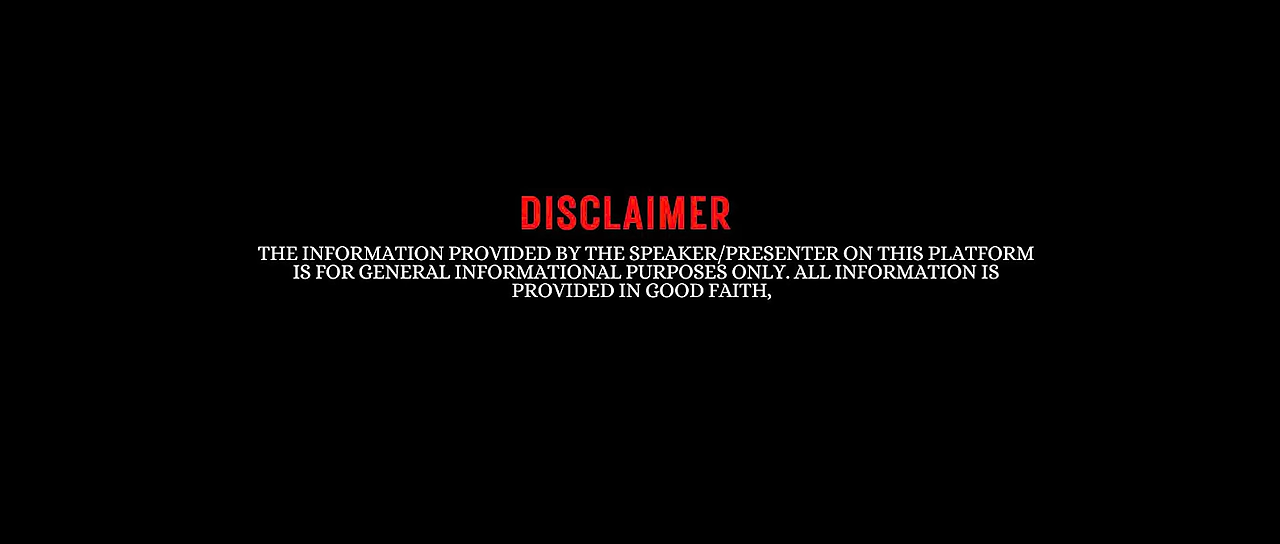 DISCLAIMER
THE INFORMATION PROVIDED BY THE SPEAKER/PRESENTER ON THIS PLATFORM
IS FOR GENERAL INFORMATIONAL PURPOSES ONLY. ALL INFORMATION IS
PROVIDED IN GOOD FAITH,